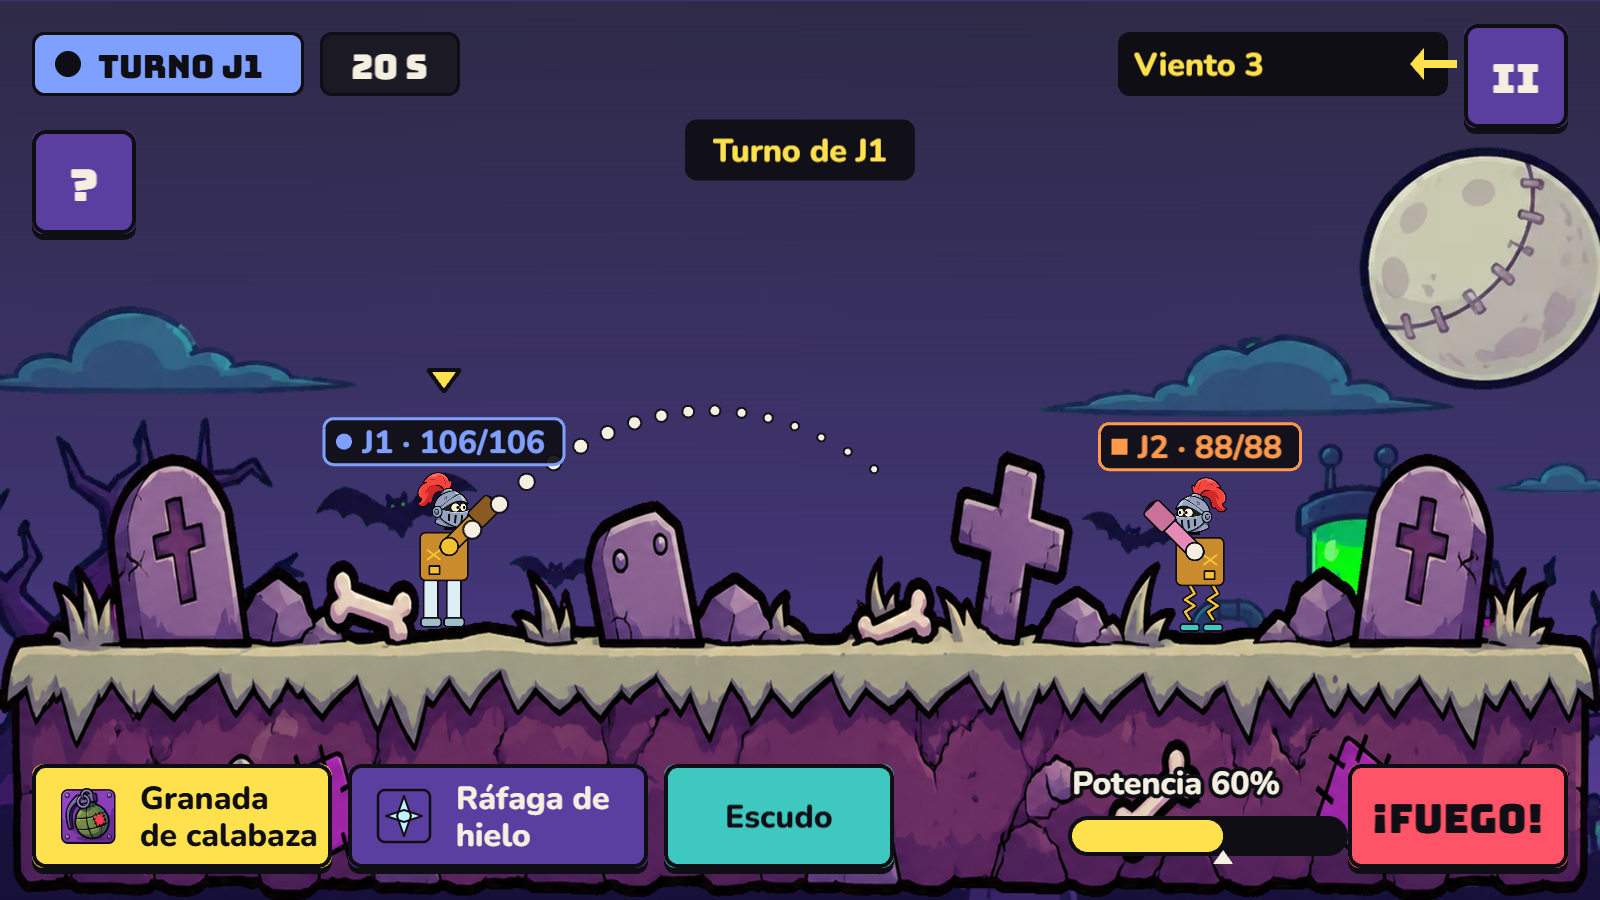 TURNO J1
20 S
Viento 3
II
?
Turno de J1
J1 · 106/106
J2 · 88/88
Granada
de calabaza
Ráfaga de
hielo
Escudo
Potencia 60%
¡FUEGO!